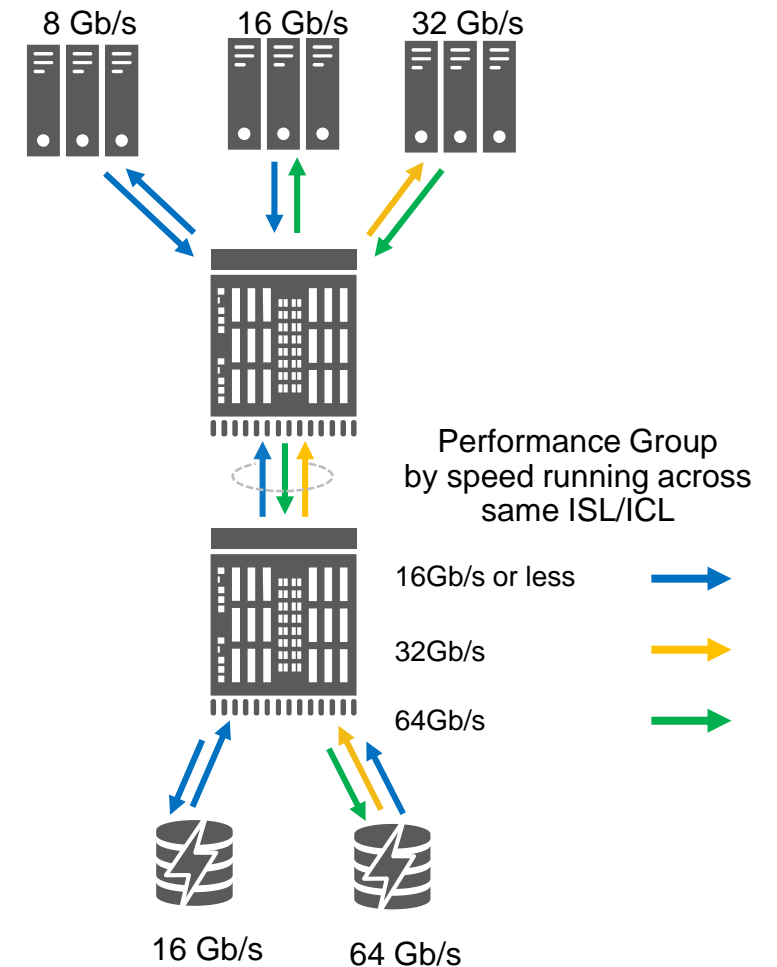 8 Gb/s
16 Gb/s
32 Gb/s
Performance Group
by speed running across
same ISL/ICL
16Gb/s or less
32Gb/s
64Gb/s
16 Gb/s
64 Gb/s